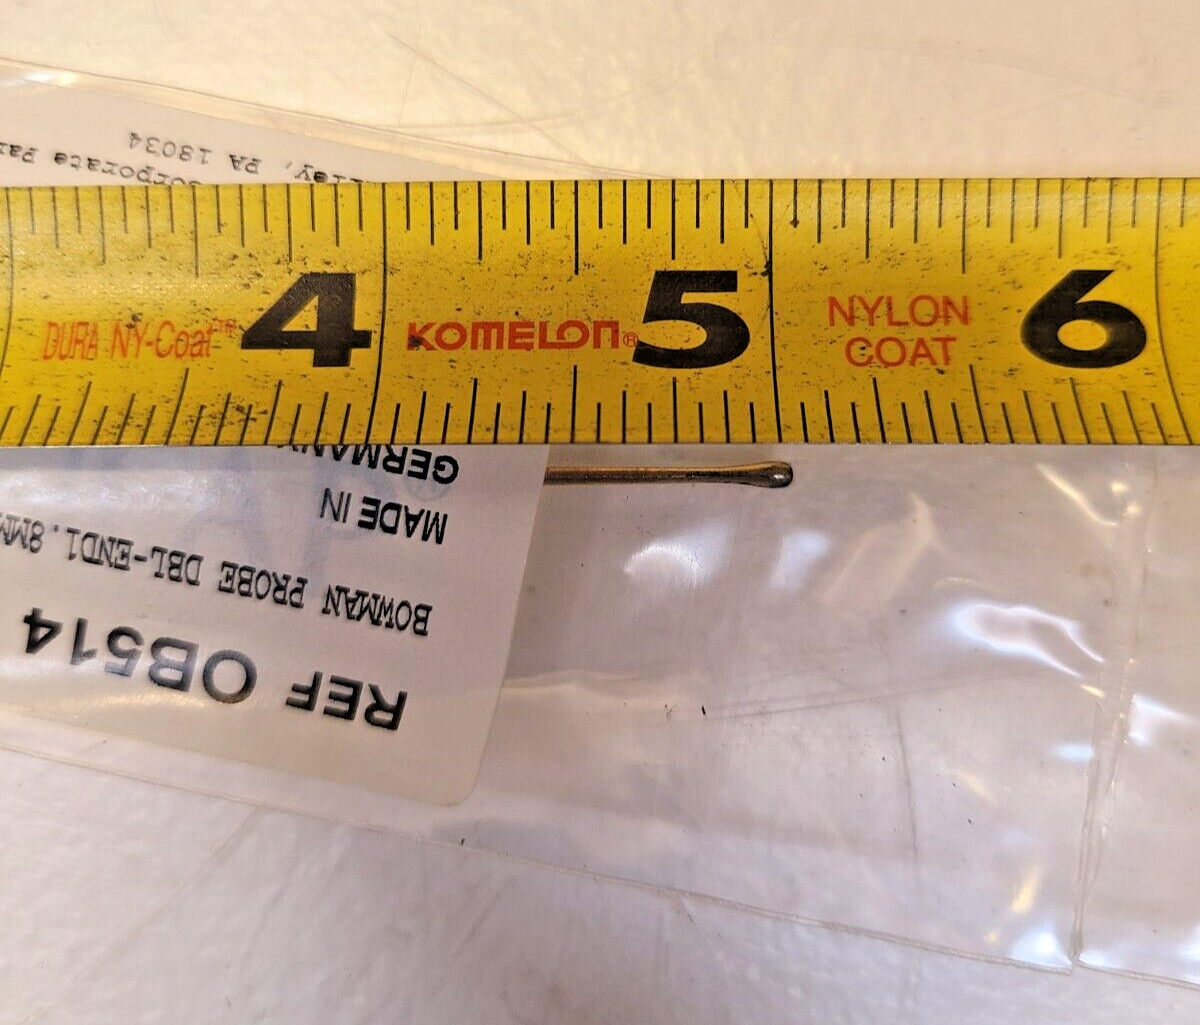 4 5 6
DURA NY-Coat™ KOMELON® NYLON
COAT
REF OB514
BOWMAN PROBE DBL-END1.8MM
MADE IN
GERMANY
PA 18034